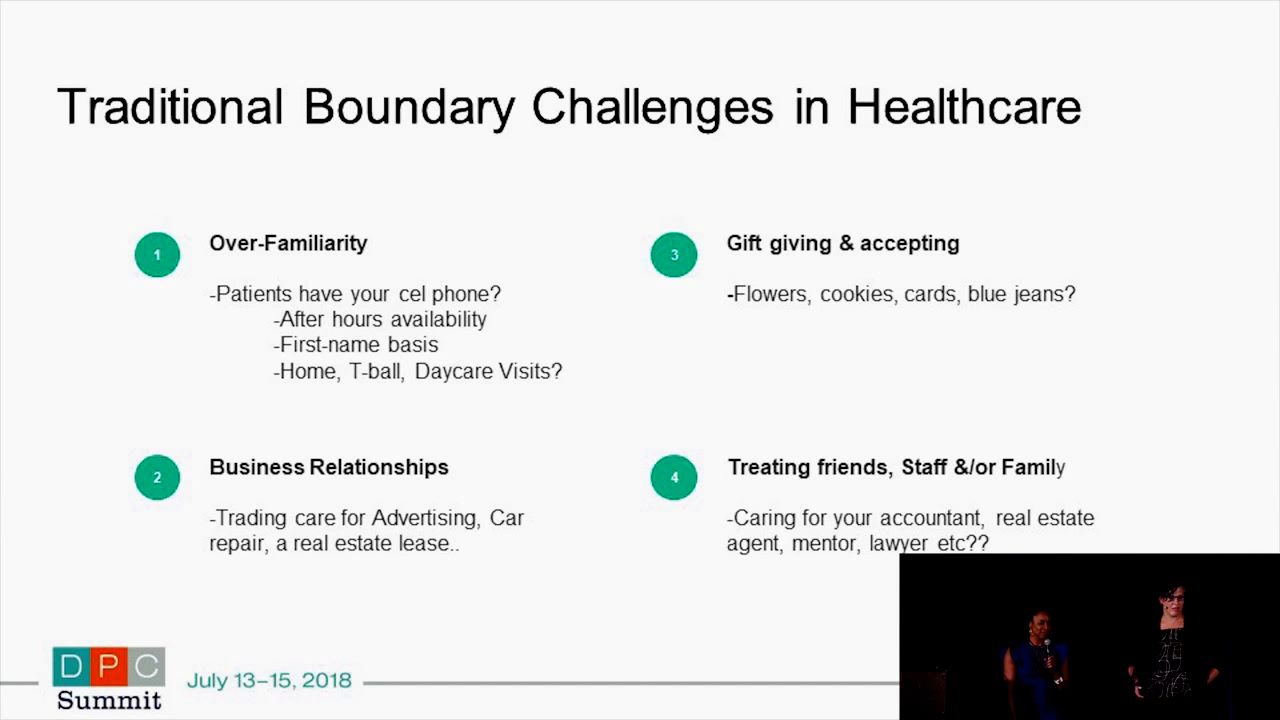 Traditional Boundary Challenges in Healthcare
1
Over-Familiarity
-Patients have your cel phone?
-After hours availability
-First-name basis
-Home, T-ball, Daycare Visits?
2
Business Relationships
-Trading care for Advertising, Car
repair, a real estate lease..
3
Gift giving & accepting
-Flowers, cookies, cards, blue jeans?
4
Treating friends, Staff &/or Family
-Caring for your accountant, real estate
agent, mentor, lawyer etc??
DPC
Summit
July 13–15, 2018